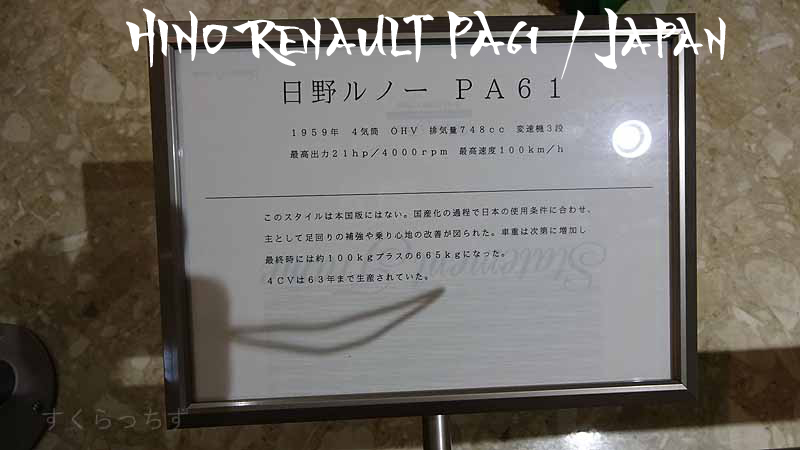 HINO RENAULT PA61 / JAPAN
日野ルノー ＰＡ６１
１９５９年　４気筒　ＯＨＶ　排気量７４８ｃｃ　変速機３段
最高出力２１hp／４０００rpm　最高速度１００km／h
このスタイルは本国版にはない。国産化の過程で日本の使用条件に合わせ、
主として足回りの補強や乗り心地の改善が図られた。車重は次第に増加し
最終時には約１００kgプラスの６６５kgになった。
４ＣＶは６３年まで生産されていた。
Statemen
すくらっちず